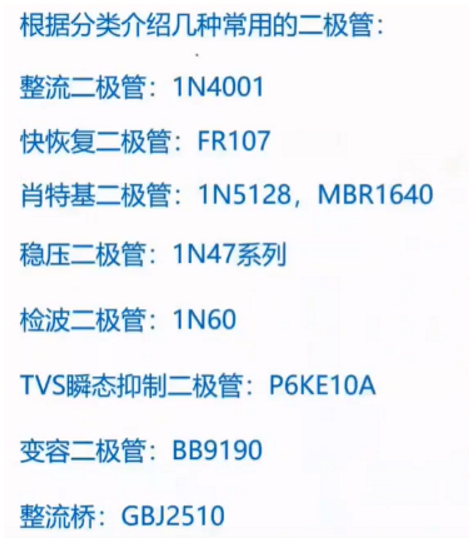 根据分类介绍几种常用的二极管：
整流二极管：1N4001
快恢复二极管：FR107
肖特基二极管：1N5128，MBR1640
稳压二极管：1N47系列
检波二极管：1N60
TVS瞬态抑制二极管：P6KE10A
变容二极管：BB9190
整流桥：GBJ2510